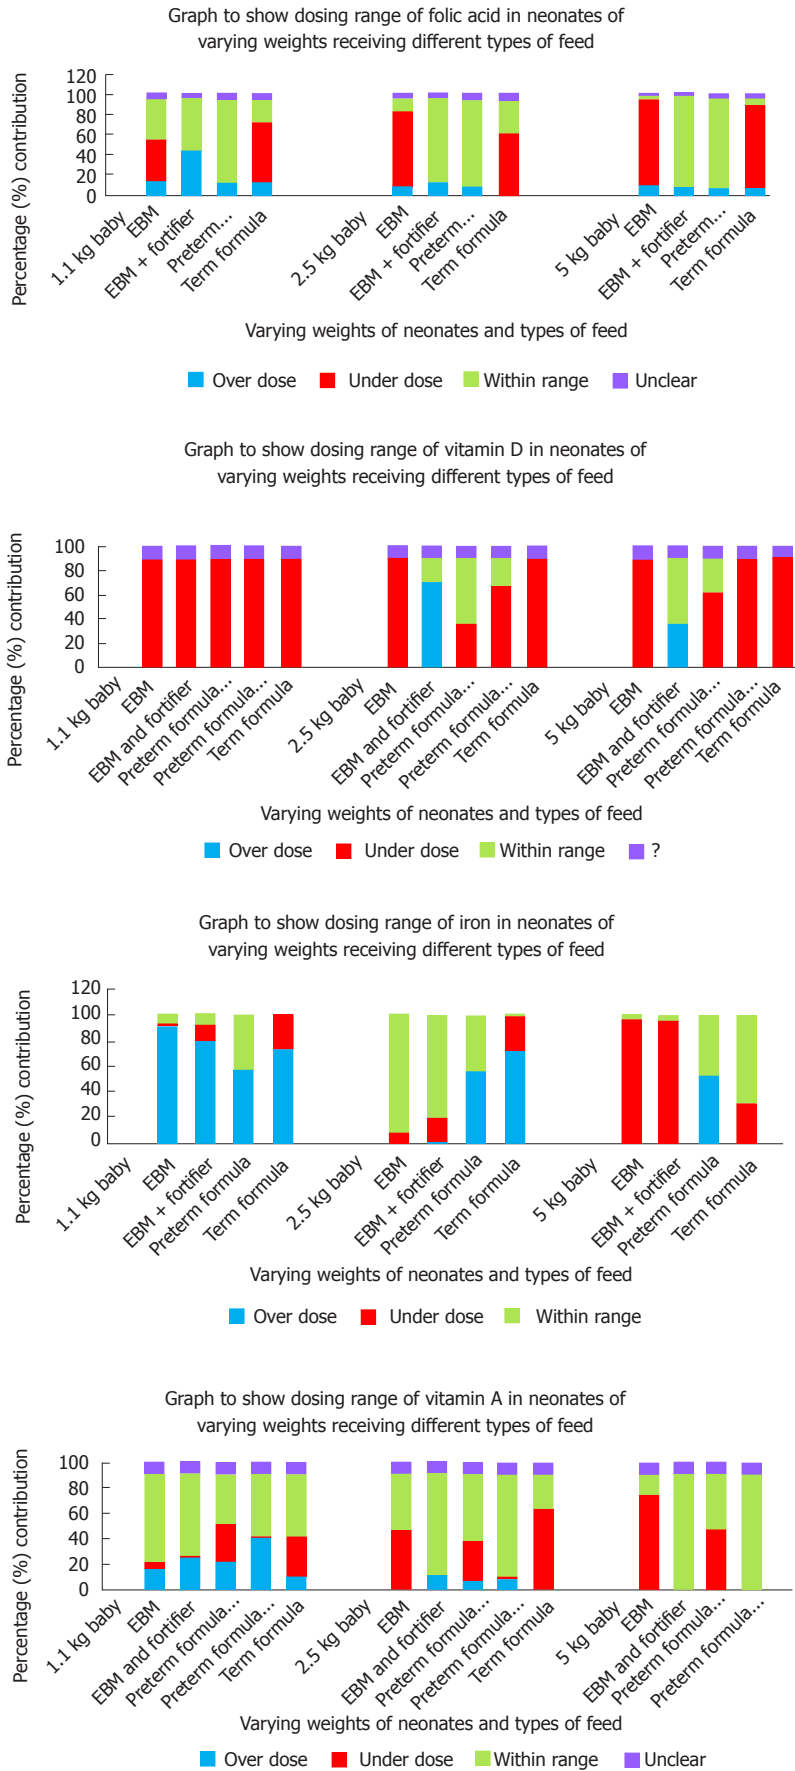 Graph to show dosing range of folic acid in neonates of
varying weights receiving different types of feed
Percentage (%) contribution
120
100
80
60
40
20
0
1.1 kg baby
EBM
EBM + fortifier
Preterm...
Term formula
2.5 kg baby
EBM
EBM + fortifier
Preterm...
Term formula
5 kg baby
EBM
EBM + fortifier
Preterm...
Term formula
Varying weights of neonates and types of feed
Over dose Under dose Within range Unclear
Graph to show dosing range of vitamin D in neonates of
varying weights receiving different types of feed
Percentage (%) contribution
100
80
60
40
20
0
1.1 kg baby
EBM
EBM and fortifier
Preterm formula...
Preterm formula...
Term formula
2.5 kg baby
EBM
EBM and fortifier
Preterm formula...
Preterm formula...
Term formula
5 kg baby
EBM
EBM and fortifier
Preterm formula...
Preterm formula...
Term formula
Varying weights of neonates and types of feed
Over dose Under dose Within range ?
Graph to show dosing range of iron in neonates of
varying weights receiving different types of feed
Percentage (%) contribution
120
100
80
60
40
20
0
1.1 kg baby
EBM
EBM + fortifier
Preterm formula
Term formula
2.5 kg baby
EBM
EBM + fortifier
Preterm formula
Term formula
5 kg baby
EBM
EBM + fortifier
Preterm formula
Term formula
Varying weights of neonates and types of feed
Over dose Under dose Within range
Graph to show dosing range of vitamin A in neonates of
varying weights receiving different types of feed
Percentage (%) contribution
100
80
60
40
20
0
1.1 kg baby
EBM
EBM and fortifier
Preterm formula...
Preterm formula...
Term formula
2.5 kg baby
EBM
EBM and fortifier
Preterm formula...
Preterm formula...
Term formula
5 kg baby
EBM
EBM and fortifier
Preterm formula...
Preterm formula...
Varying weights of neonates and types of feed
Over dose Under dose Within range Unclear